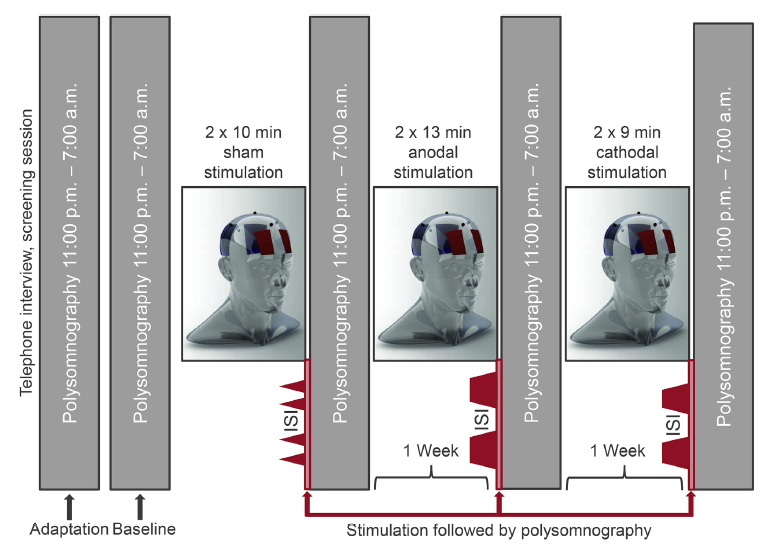 Telephone interview, screening session
Polysomnography 11:00 p.m. – 7:00 a.m.
Polysomnography 11:00 p.m. – 7:00 a.m.
2 x 10 min
sham
stimulation
Polysomnography 11:00 p.m. – 7:00 a.m.
2 x 13 min
anodal
stimulation
Polysomnography 11:00 p.m. – 7:00 a.m.
2 x 9 min
cathodal
stimulation
Polysomnography 11:00 p.m. – 7:00 a.m.
ISI
ISI
ISI
1 Week
1 Week
Adaptation
Baseline
Stimulation followed by polysomnography